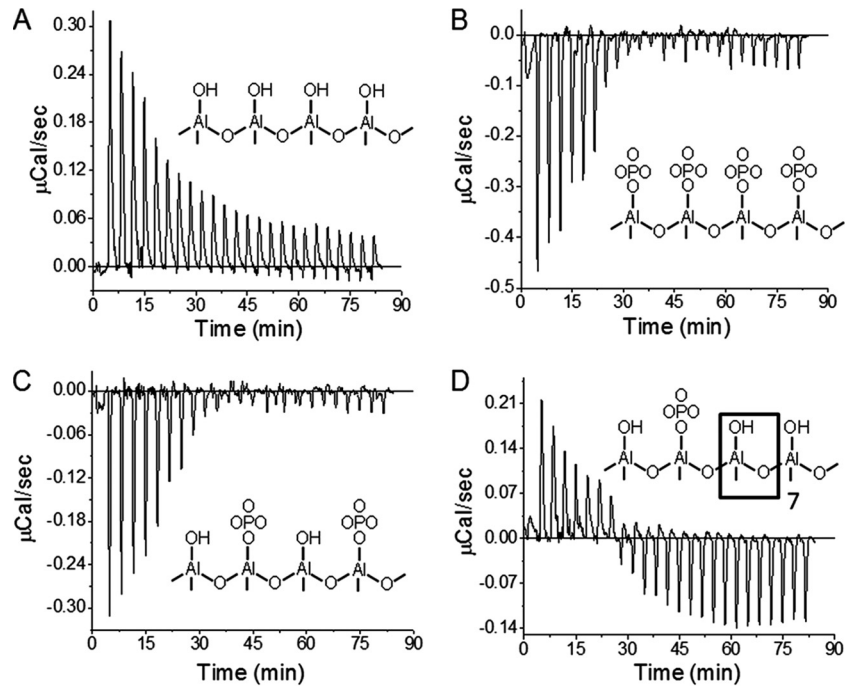 A
μCal/sec
0.30
0.24
0.18
0.12
0.06
0.00
OH OH OH OH
Al O Al O Al O Al O
0 15 30 45 60 75 90
Time (min)
B
μCal/sec
0.0
-0.1
-0.2
-0.3
-0.4
-0.5
O O O O
OPO OPO OPO OPO
O O O O
Al O Al O Al O Al O
0 15 30 45 60 75 90
Time (min)
C
μCal/sec
0.00
-0.06
-0.12
-0.18
-0.24
-0.30
O O
OPO OPO
OH O OH O
Al O Al O Al O Al O
0 15 30 45 60 75 90
Time (min)
D
μCal/sec
0.21
0.14
0.07
0.00
-0.07
-0.14
O
OPO
OH O OH OH
Al O Al O Al O Al O
7
0 15 30 45 60 75 90
Time (min)